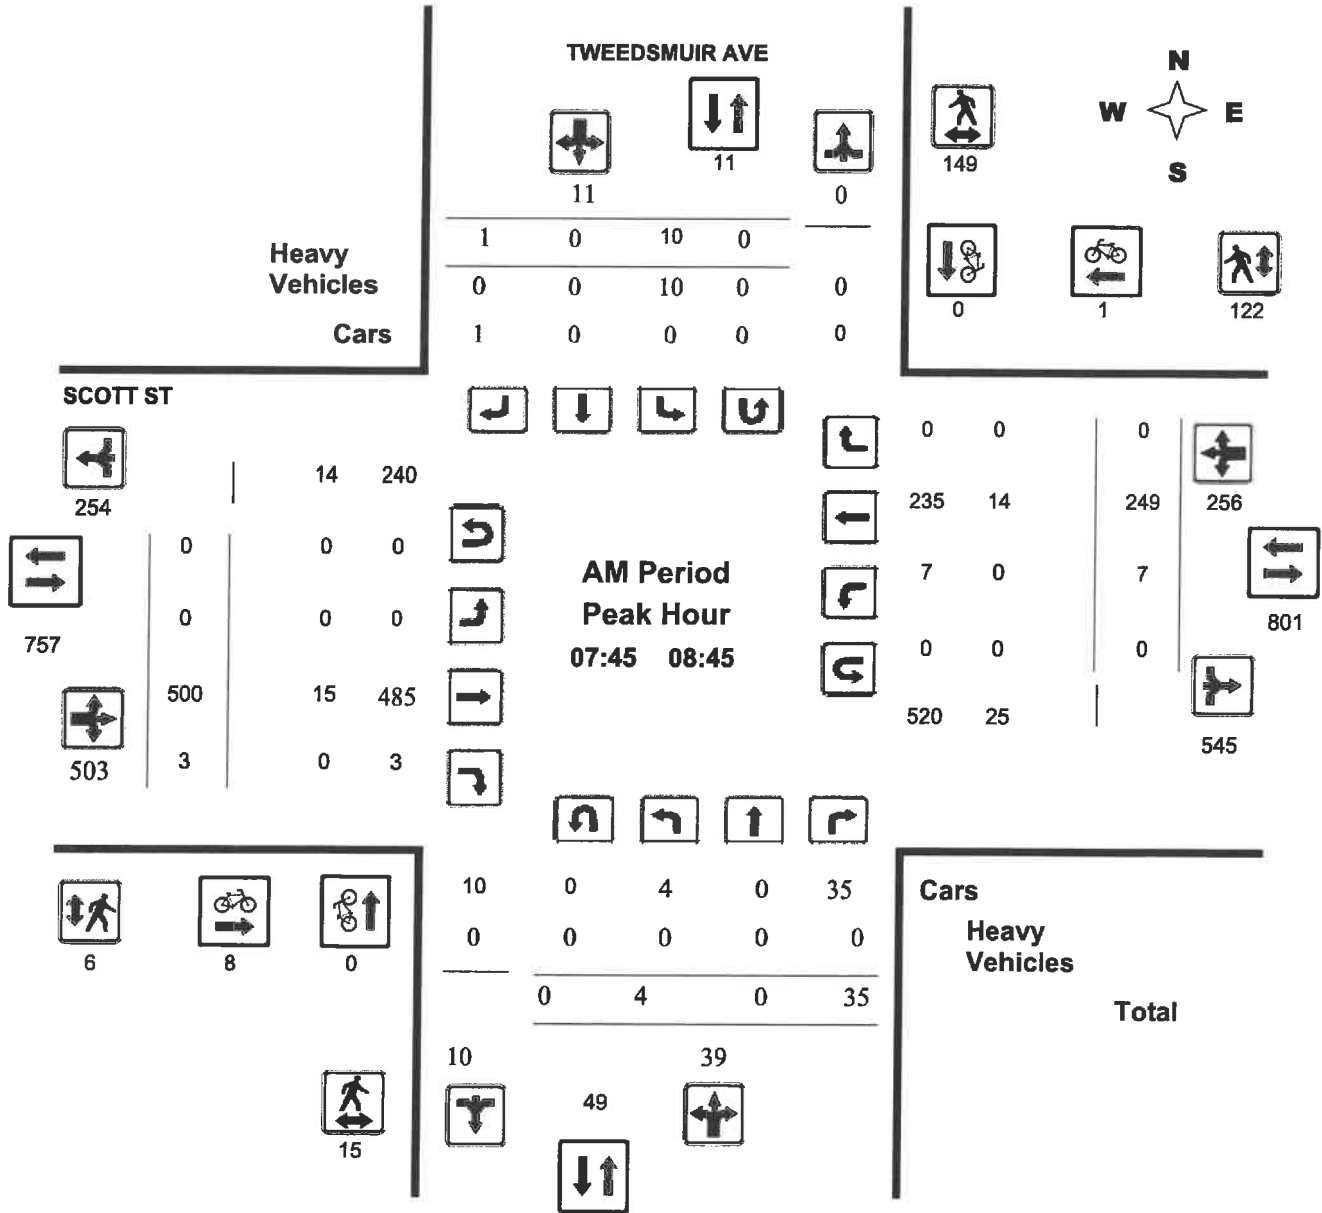 TWEEDSMUIR AVE
N
W E
S
11
149
11 0
1 0 10 0
Heavy
Vehicles
0 0 10 0 0
0 1 122
Cars
1 0 0 0 0
SCOTT ST
0 0 0
14 240
254
235 14 249 256
0 0 0
AM Period
7 0 7
Peak Hour
0 0 0
801
757
07:45 08:45
0 0 0
500 15 485
520 25
545
503
3 0 3
10 0 4 0 35
Cars
0 0 0 0 0
Heavy
Vehicles
6 8 0
0 4 0 35
Total
10 39
49
15